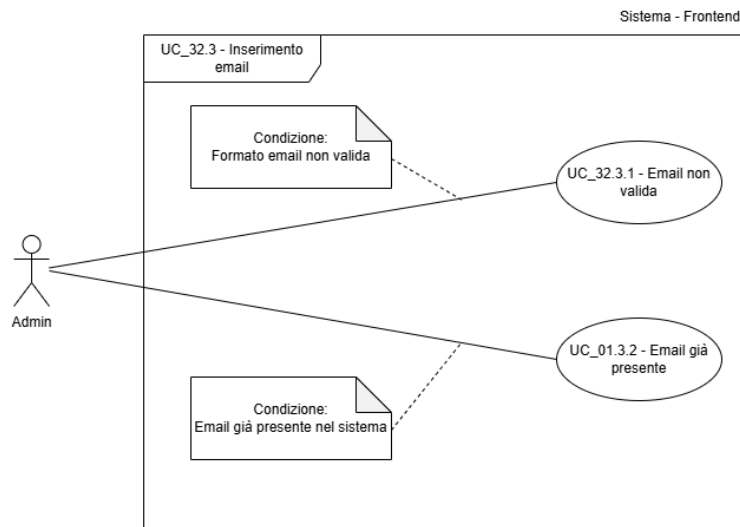 Sistema - Frontend
UC_32.3 - Inserimento
email
Condizione:
Formato email non valida
UC_32.3.1 - Email non
valida
Admin
UC_01.3.2 - Email già
presente
Condizione:
Email già presente nel sistema